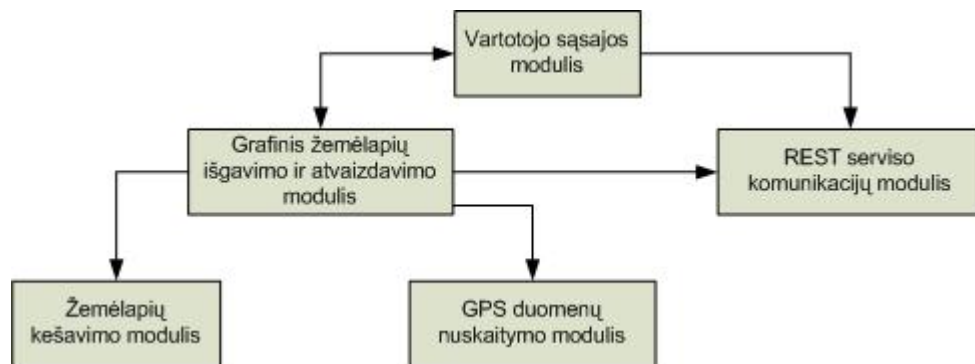 Vartotojo sąsajos
modulis
Grafinis žemėlapių
išgavimo ir atvaizdavimo
modulis
REST serviso
komunikacijų modulis
Žemėlapių
kešavimo modulis
GPS duomenų
nuskaitymo modulis